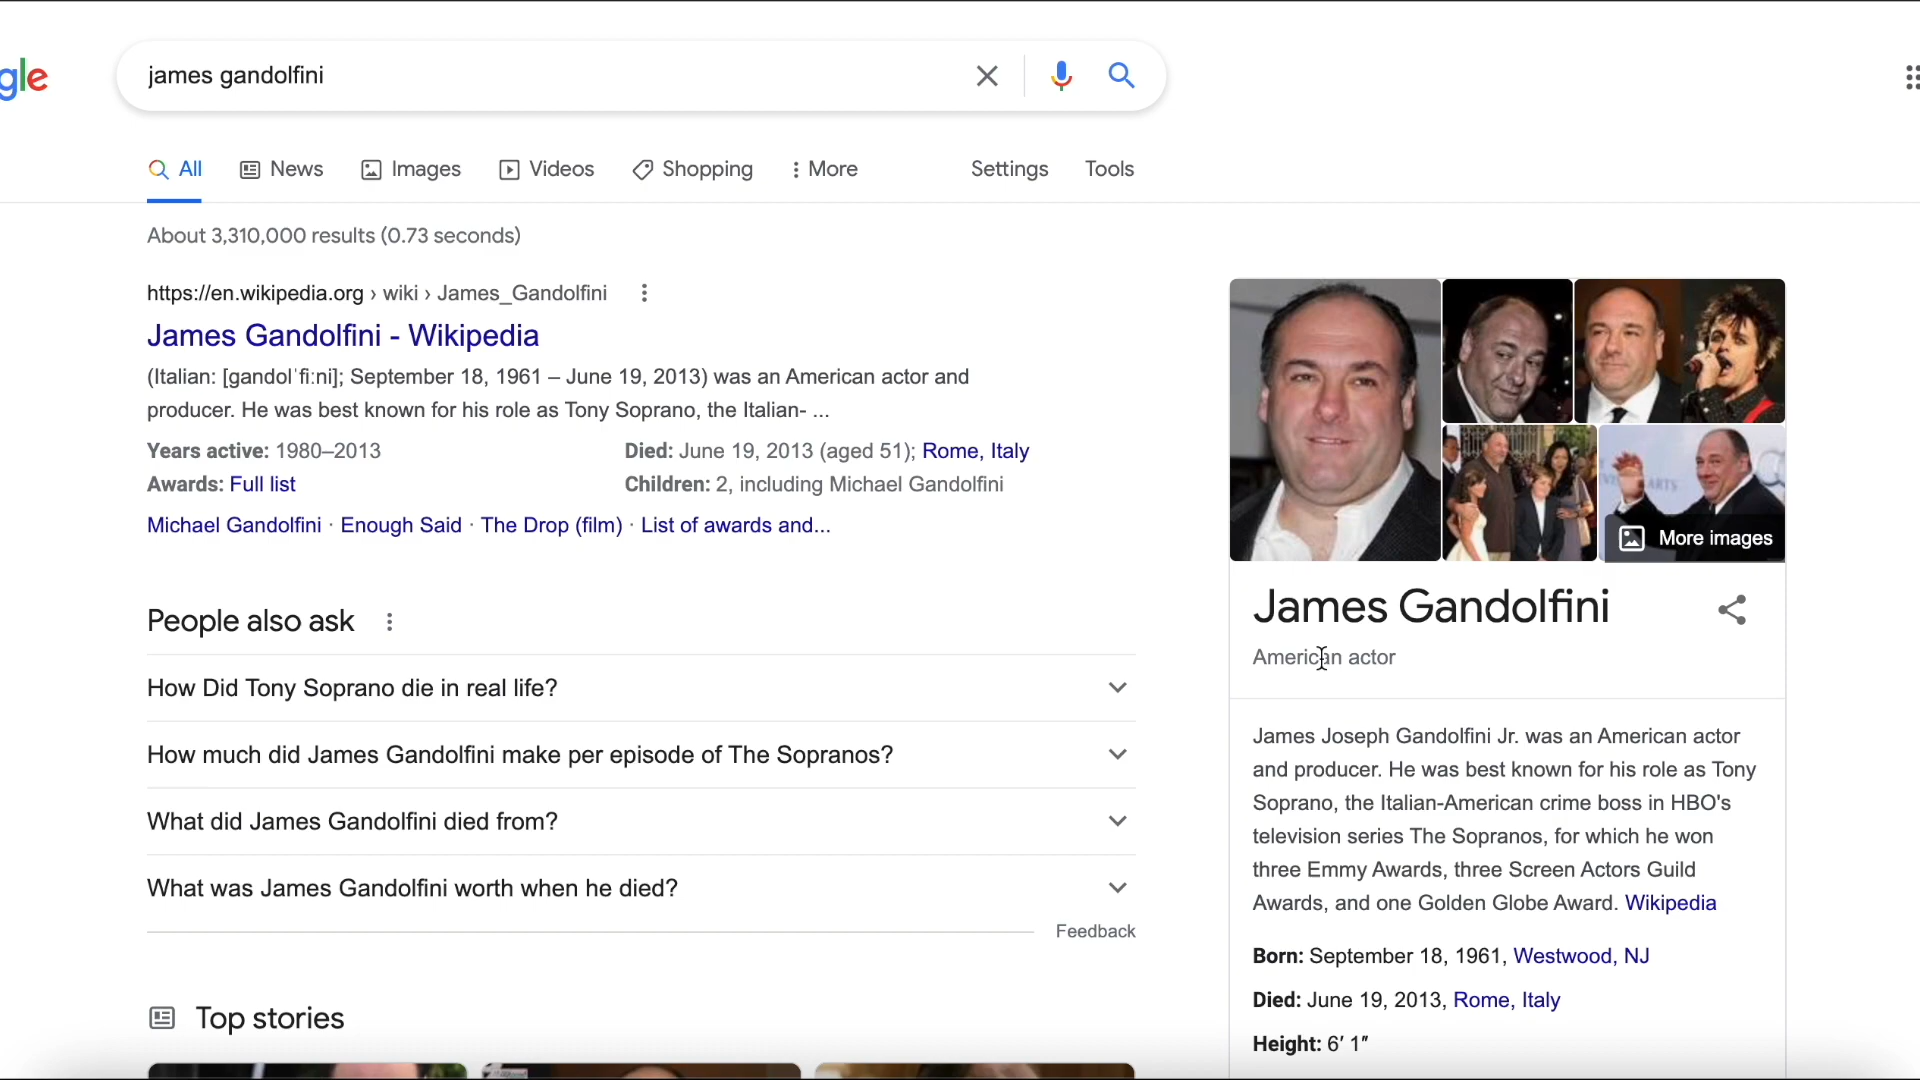 gle
james gandolfini
All
News
Images
Videos
Shopping
More
Settings
Tools
About 3,310,000 results (0.73 seconds)
https://en.wikipedia.org › wiki › James_Gandolfini
James Gandolfini - Wikipedia
(Italian: [ɡandolˈfiːni]; September 18, 1961 – June 19, 2013) was an American actor and
producer. He was best known for his role as Tony Soprano, the Italian- ...
Years active: 1980–2013
Died: June 19, 2013 (aged 51); Rome, Italy
Awards: Full list
Children: 2, including Michael Gandolfini
Michael Gandolfini · Enough Said · The Drop (film) · List of awards and...
People also ask
How Did Tony Soprano die in real life?
How much did James Gandolfini make per episode of The Sopranos?
What did James Gandolfini died from?
What was James Gandolfini worth when he died?
Feedback
Top stories
More images
James Gandolfini
American actor
James Joseph Gandolfini Jr. was an American actor
and producer. He was best known for his role as Tony
Soprano, the Italian-American crime boss in HBO's
television series The Sopranos, for which he won
three Emmy Awards, three Screen Actors Guild
Awards, and one Golden Globe Award. Wikipedia
Born: September 18, 1961, Westwood, NJ
Died: June 19, 2013, Rome, Italy
Height: 6′ 1″